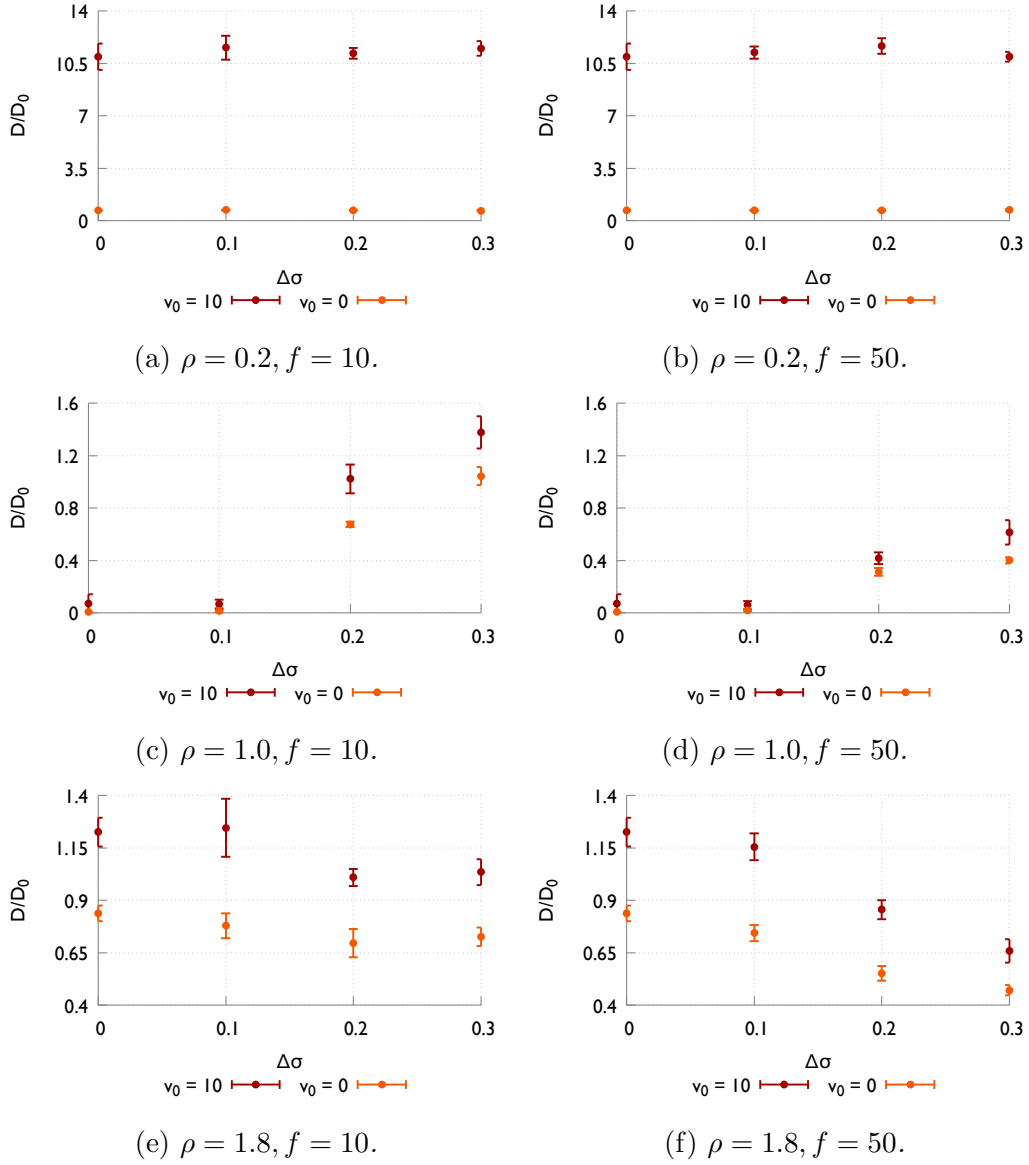 14
10.5
7
3.5
0
D/D0
0 0.1 0.2 0.3
Δσ
v0 = 10 v0 = 0
(a) ρ = 0.2, f = 10.
14
10.5
7
3.5
0
D/D0
0 0.1 0.2 0.3
Δσ
v0 = 10 v0 = 0
(b) ρ = 0.2, f = 50.
1.6
1.2
0.8
0.4
0
D/D0
0 0.1 0.2 0.3
Δσ
v0 = 10 v0 = 0
(c) ρ = 1.0, f = 10.
1.6
1.2
0.8
0.4
0
D/D0
0 0.1 0.2 0.3
Δσ
v0 = 10 v0 = 0
(d) ρ = 1.0, f = 50.
1.4
1.15
0.9
0.65
0.4
D/D0
0 0.1 0.2 0.3
Δσ
v0 = 10 v0 = 0
(e) ρ = 1.8, f = 10.
1.4
1.15
0.9
0.65
0.4
D/D0
0 0.1 0.2 0.3
Δσ
v0 = 10 v0 = 0
(f) ρ = 1.8, f = 50.